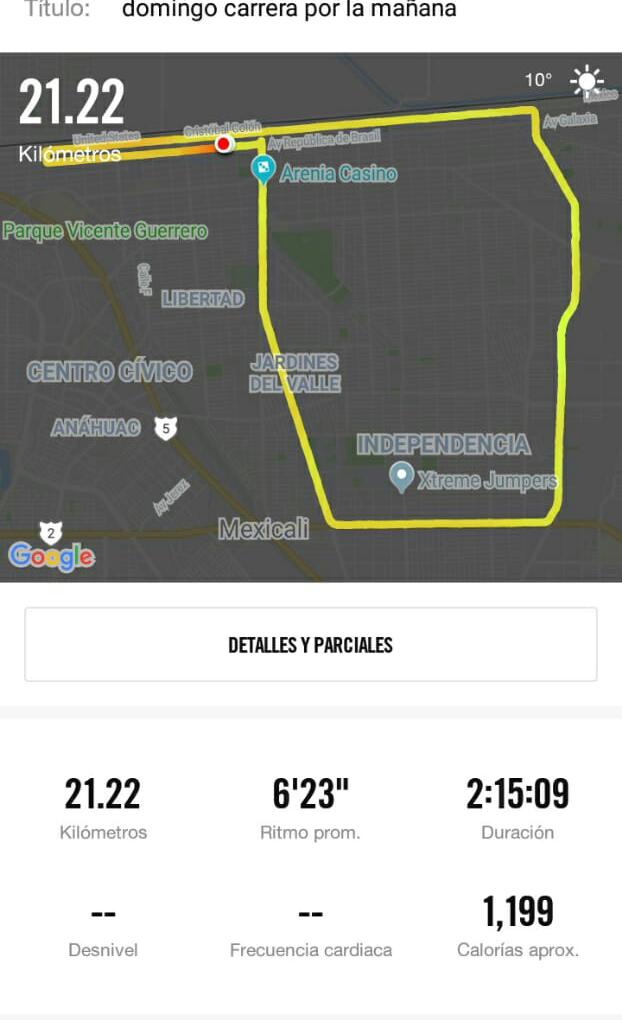 Título: domingo carrera por la mañana
21.22
10°
Kilómetros
United States
Cristóbal Colón
Av República de Brasil
Av Galaxia
Arenia Casino
Parque Vicente Guerrero
Calle F
LIBERTAD
CENTRO CÍVICO
JARDINES
DEL VALLE
ANÁHUAC
5
INDEPENDENCIA
Xtreme Jumpers
Av Juárez
Mexicali
2
Google
DETALLES Y PARCIALES
21.22 6'23" 2:15:09
Kilómetros Ritmo prom. Duración
-- -- 1,199
Desnivel Frecuencia cardiaca Calorías aprox.